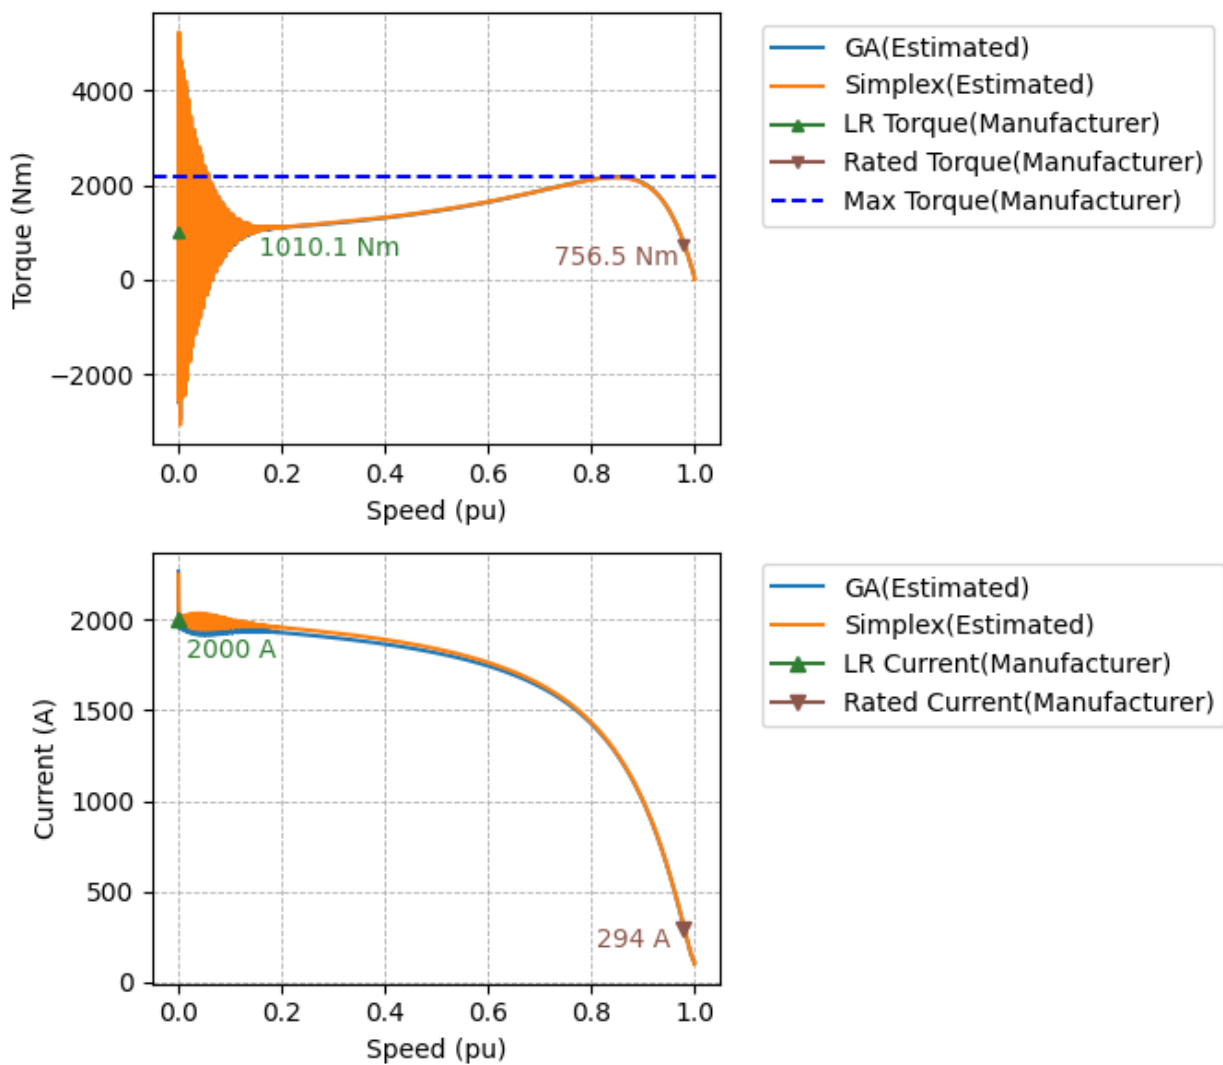 GA(Estimated)
Simplex(Estimated)
LR Torque(Manufacturer)
Rated Torque(Manufacturer)
Max Torque(Manufacturer)
Torque (Nm)
4000
2000
0
−2000
1010.1 Nm
756.5 Nm
0.0 0.2 0.4 0.6 0.8 1.0
Speed (pu)
GA(Estimated)
Simplex(Estimated)
LR Current(Manufacturer)
Rated Current(Manufacturer)
Current (A)
2000
1500
1000
500
0
2000 A
294 A
0.0 0.2 0.4 0.6 0.8 1.0
Speed (pu)